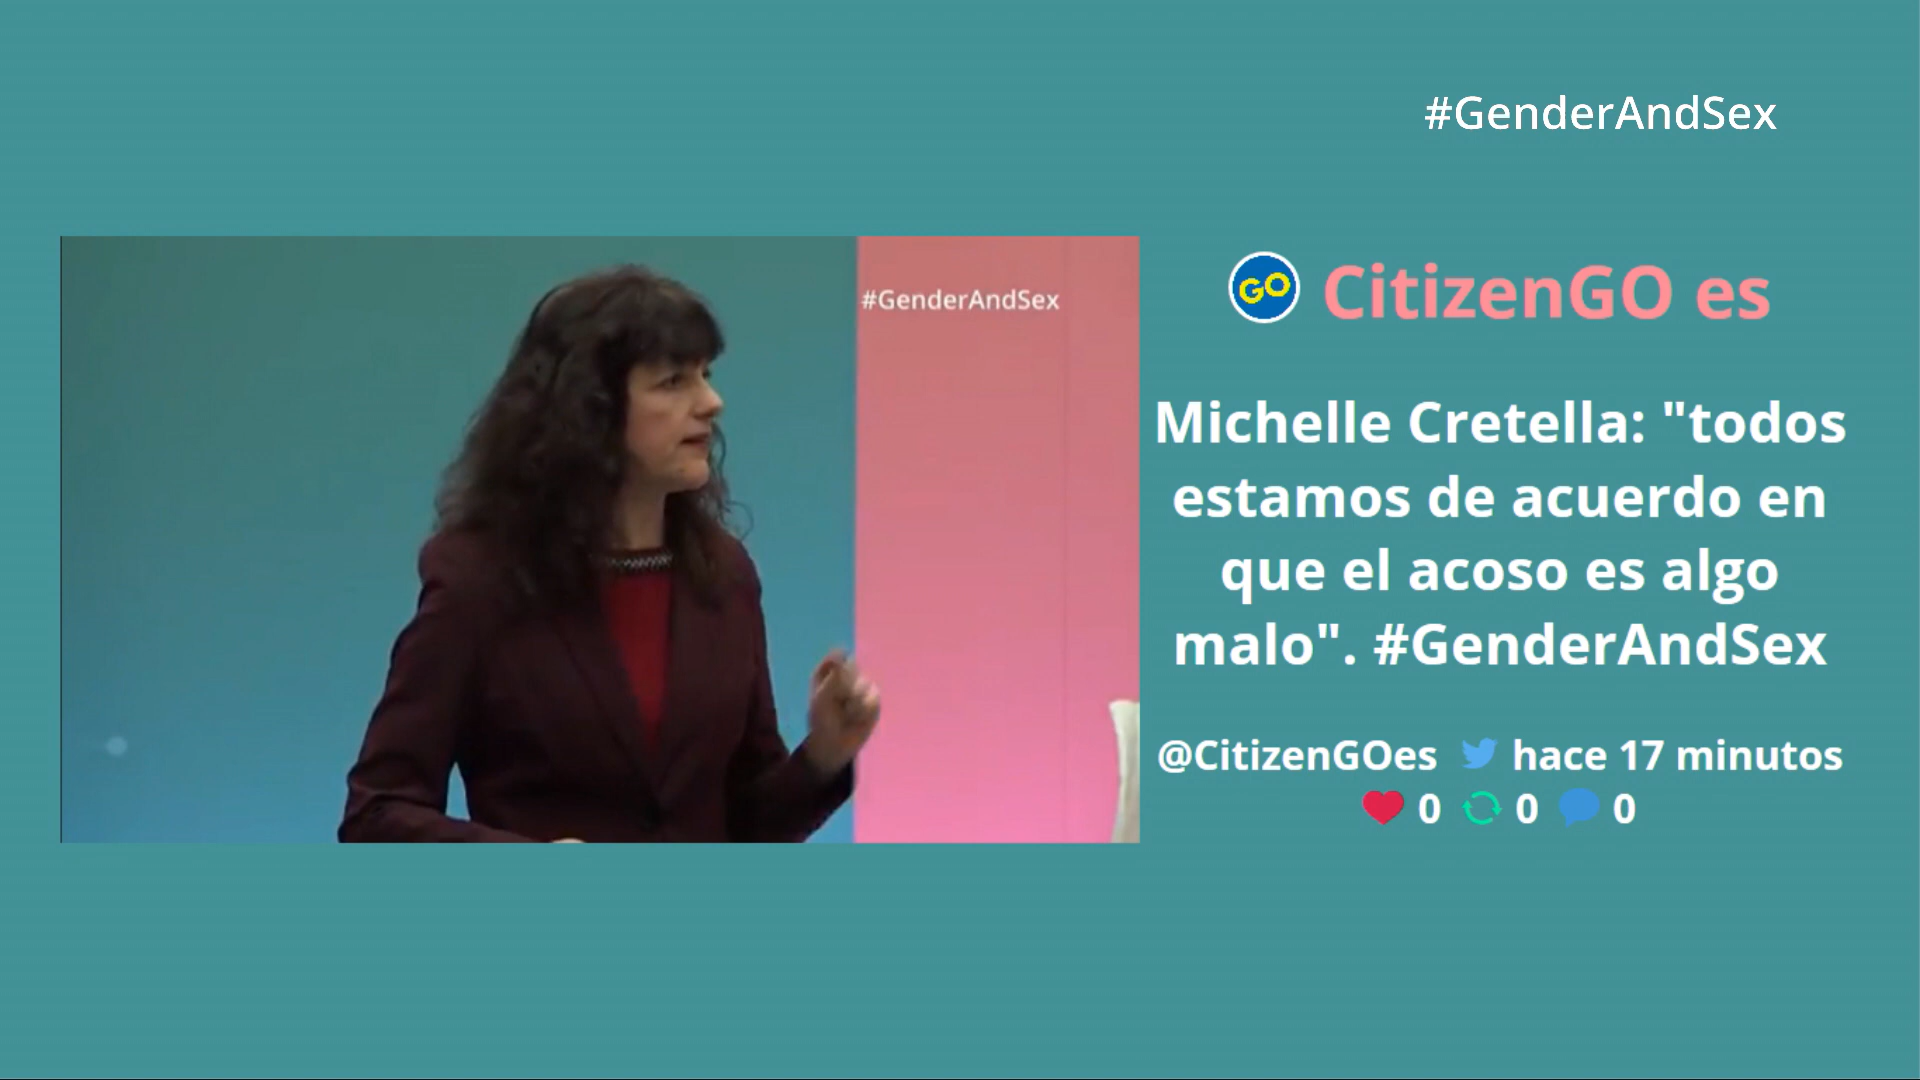 #GenderAndSex
#GenderAndSex
GO CitizenGO es
Michelle Cretella: "todos
estamos de acuerdo en
que el acoso es algo
malo". #GenderAndSex
@CitizenGOes hace 17 minutos
0 0 0